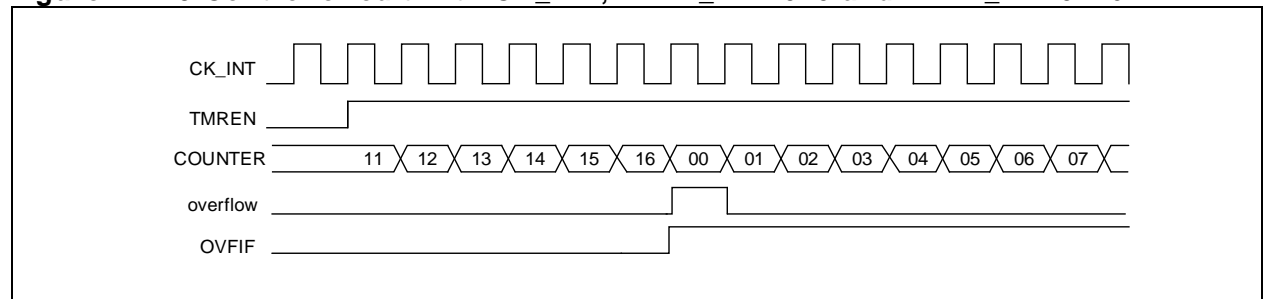 CK_INT
TMREN
COUNTER 11 12 13 14 15 16 00 01 02 03 04 05 06 07
overflow
OVFIF